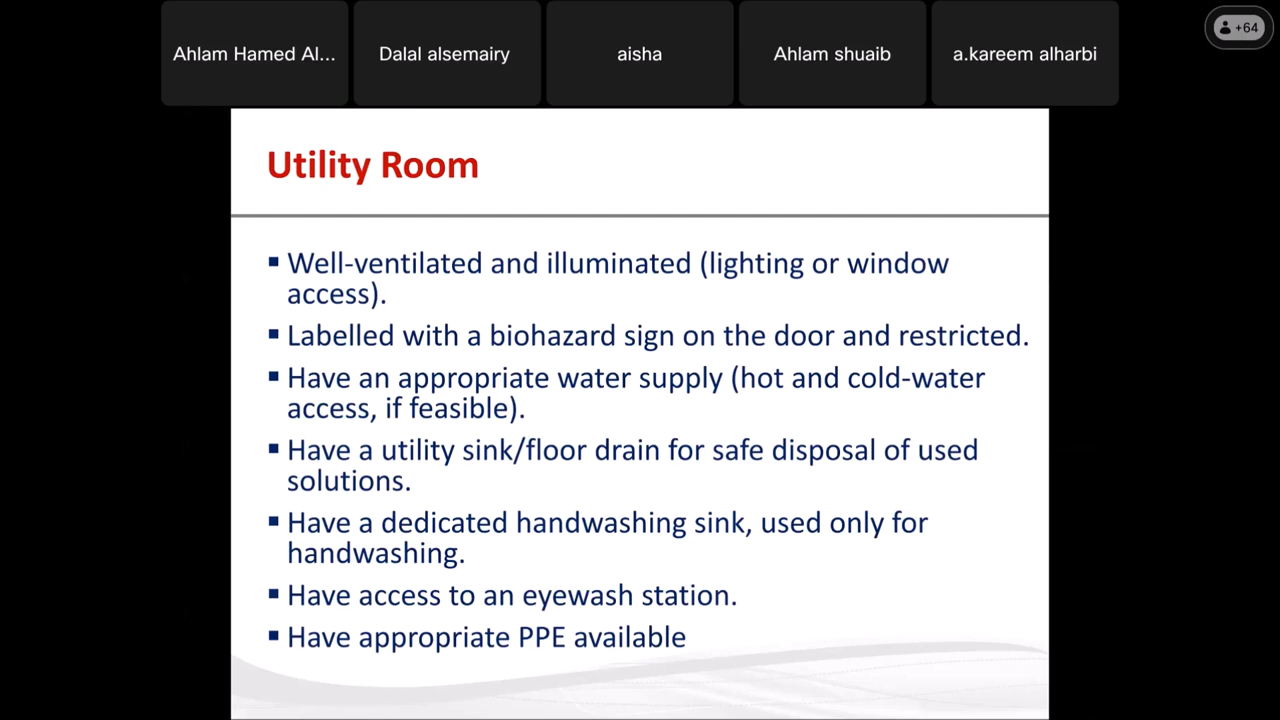 Ahlam Hamed Al...
Dalal alsemairy
aisha
Ahlam shuaib
a.kareem alharbi
+64
Utility Room
▪ Well-ventilated and illuminated (lighting or window
access).
▪ Labelled with a biohazard sign on the door and restricted.
▪ Have an appropriate water supply (hot and cold-water
access, if feasible).
▪ Have a utility sink/floor drain for safe disposal of used
solutions.
▪ Have a dedicated handwashing sink, used only for
handwashing.
▪ Have access to an eyewash station.
▪ Have appropriate PPE available